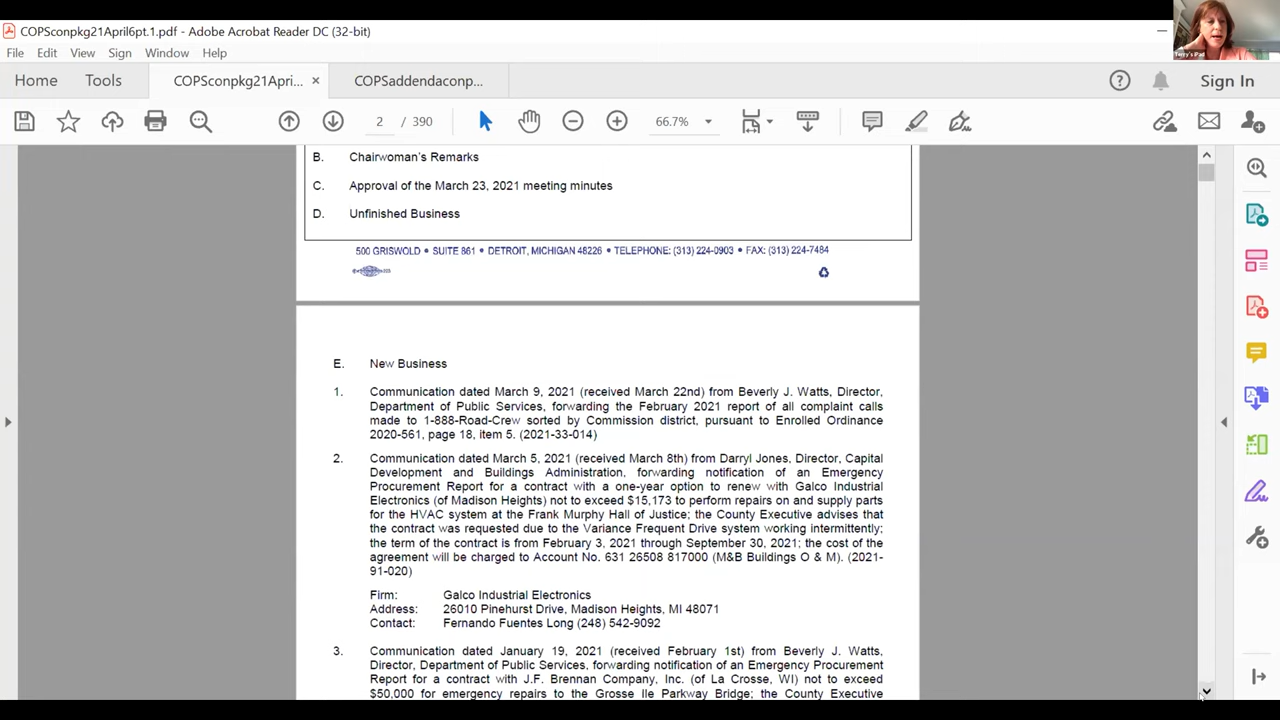 COPSconpkg21April6pt.1.pdf - Adobe Acrobat Reader DC (32-bit)
File Edit View Sign Window Help
Home Tools COPSconpkg21Apri... × COPSaddendaconp... Sign In
2 / 390 66.7%
Terry's iPad
B. Chairwoman's Remarks
C. Approval of the March 23, 2021 meeting minutes
D. Unfinished Business
500 GRISWOLD • SUITE 861 • DETROIT, MICHIGAN 48226 • TELEPHONE: (313) 224-0903 • FAX: (313) 224-7484
E. New Business
1. Communication dated March 9, 2021 (received March 22nd) from Beverly J. Watts, Director,
Department of Public Services, forwarding the February 2021 report of all complaint calls
made to 1-888-Road-Crew sorted by Commission district, pursuant to Enrolled Ordinance
2020-561, page 18, item 5. (2021-33-014)
2. Communication dated March 5, 2021 (received March 8th) from Darryl Jones, Director, Capital
Development and Buildings Administration, forwarding notification of an Emergency
Procurement Report for a contract with a one-year option to renew with Galco Industrial
Electronics (of Madison Heights) not to exceed $15,173 to perform repairs on and supply parts
for the HVAC system at the Frank Murphy Hall of Justice; the County Executive advises that
the contract was requested due to the Variance Frequent Drive system working intermittently;
the term of the contract is from February 3, 2021 through September 30, 2021; the cost of the
agreement will be charged to Account No. 631 26508 817000 (M&B Buildings O & M). (2021-
91-020)
Firm: Galco Industrial Electronics
Address: 26010 Pinehurst Drive, Madison Heights, MI 48071
Contact: Fernando Fuentes Long (248) 542-9092
3. Communication dated January 19, 2021 (received February 1st) from Beverly J. Watts,
Director, Department of Public Services, forwarding notification of an Emergency Procurement
Report for a contract with J.F. Brennan Company, Inc. (of La Crosse, WI) not to exceed
$50,000 for emergency repairs to the Grosse Ile Parkway Bridge; the County Executive